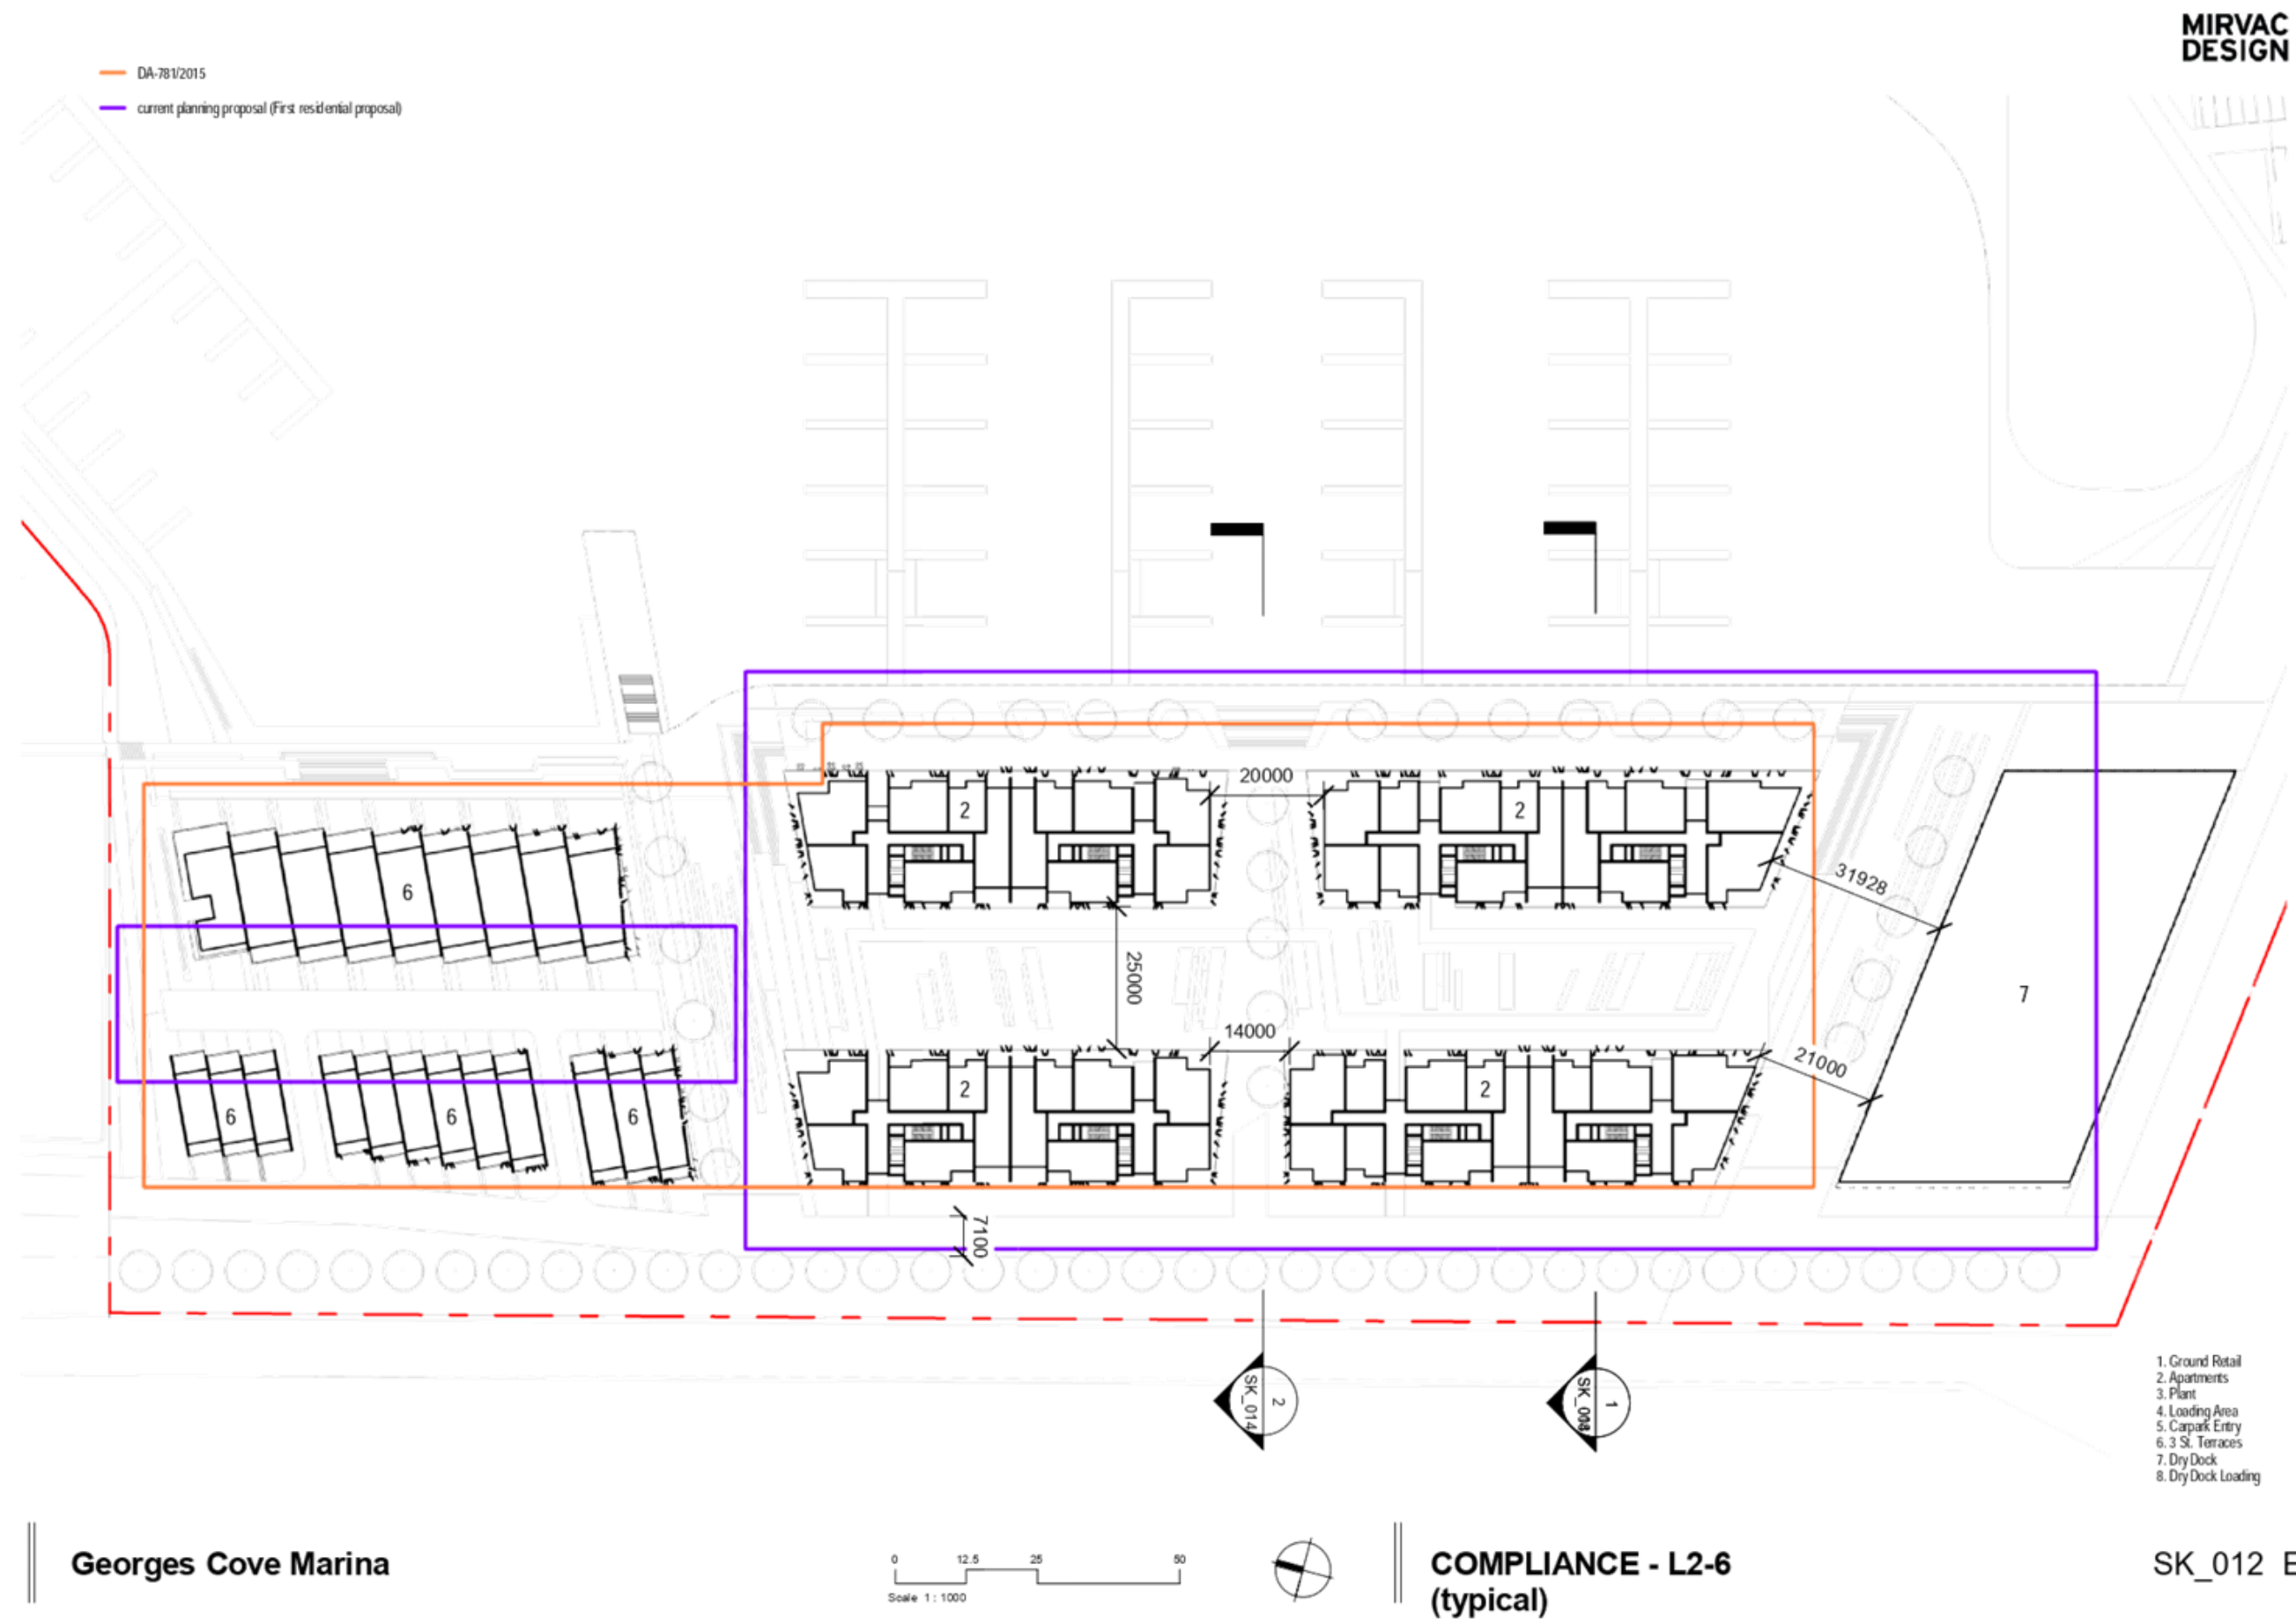 MIRVAC
DESIGN
DA-781/2015
current planning proposal (First residential proposal)
20000
2
2
31928
6
25000
7
14000
21000
2
2
6
6
6
7100
2
SK_014
1
1. Ground Retail
2. Apartments
3. Plant
4. Loading Area
5. Carpark Entry
6. 3 St. Terraces
7. Dry Dock
8. Dry Dock Loading
Georges Cove Marina
0 12.5 25 50
Scale 1 : 1000
COMPLIANCE - L2-6
(typical)
SK_012 E